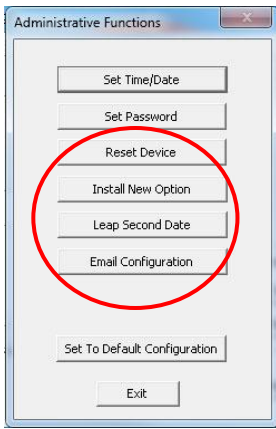 Administrative Functions
Set Time/Date
Set Password
Reset Device
Install New Option
Leap Second Date
Email Configuration
Set To Default Configuration
Exit